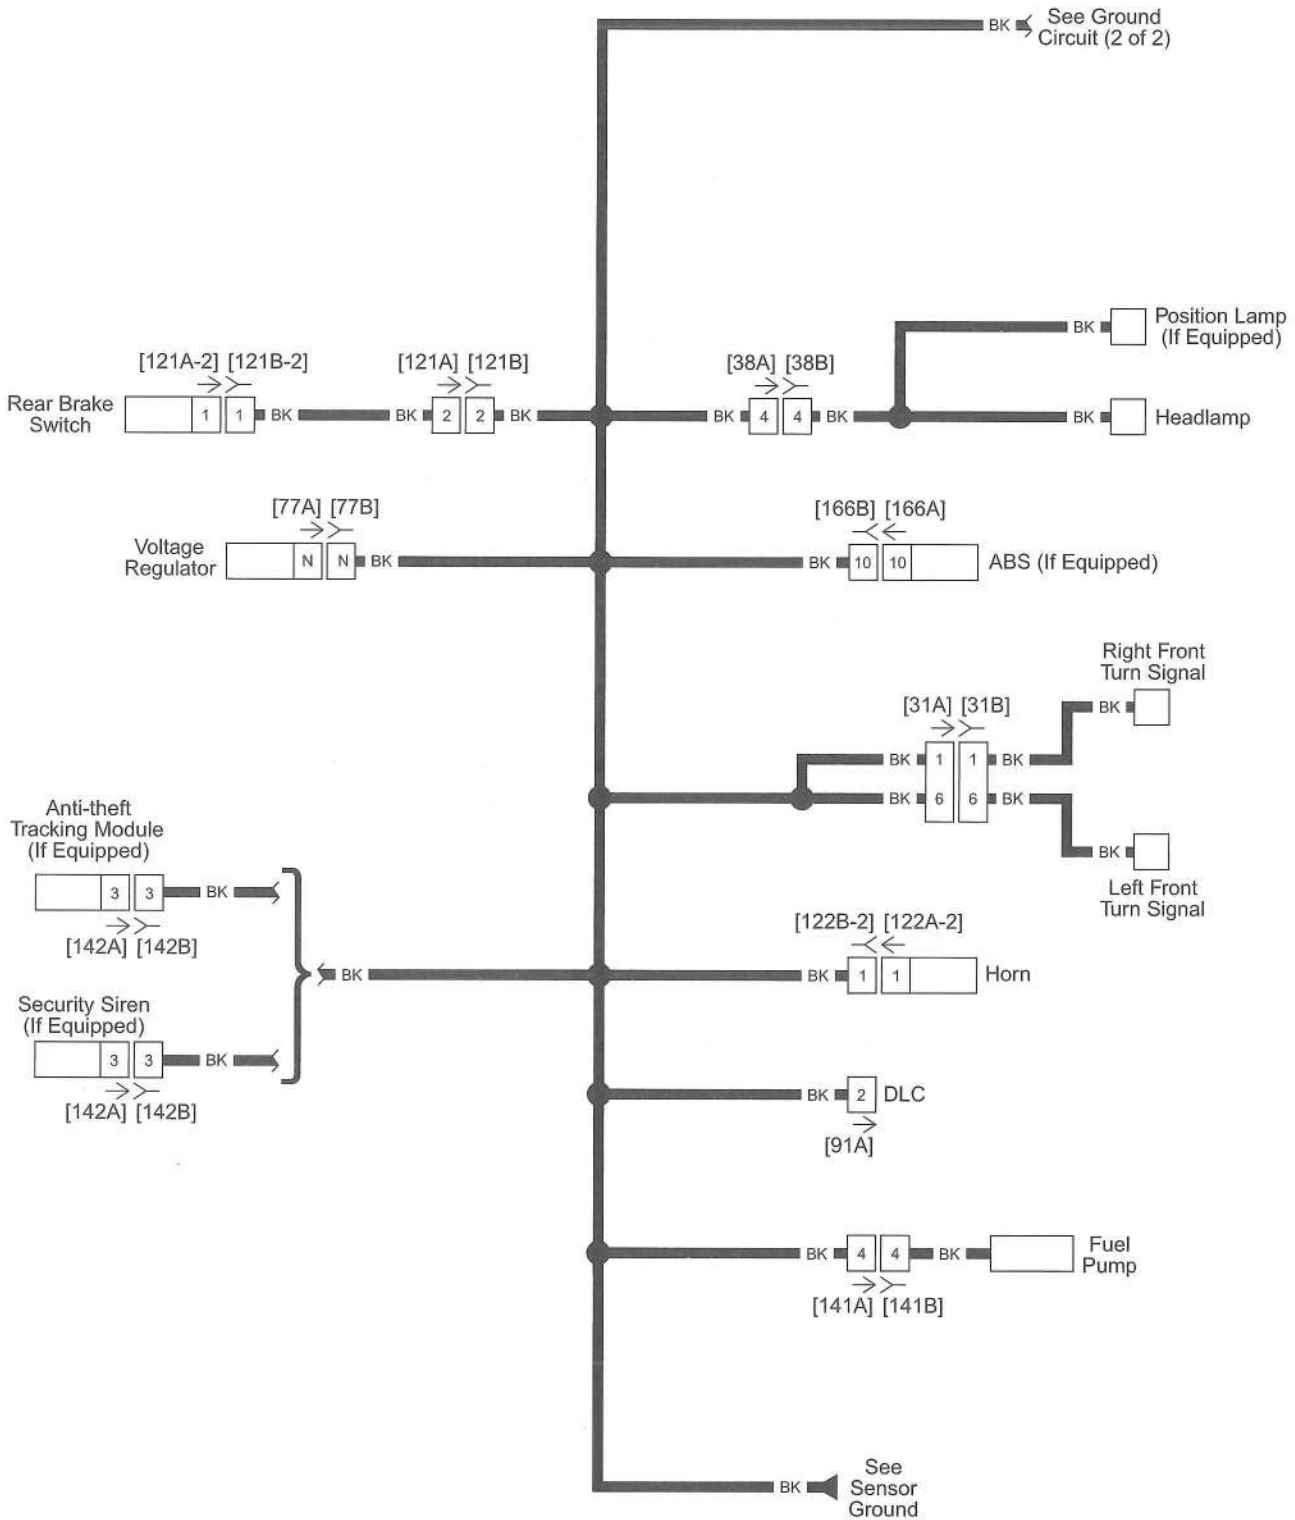 BK
See Ground
Circuit (2 of 2)
BK
Position Lamp
(If Equipped)
[121A-2] [121B-2]
[121A] [121B]
[38A] [38B]
Rear Brake
Switch
1 1 BK BK 2 2 BK
BK 4 4 BK
BK
Headlamp
[77A] [77B]
Voltage
Regulator
N N BK
[166B] [166A]
BK 10 10
ABS (If Equipped)
Right Front
Turn Signal
[31A] [31B]
BK
BK 1 1 BK
BK 6 6 BK
BK
Left Front
Turn Signal
Anti-theft
Tracking Module
(If Equipped)
3 3 BK
[142A] [142B]
BK
[122B-2] [122A-2]
BK 1 1
Horn
Security Siren
(If Equipped)
3 3 BK
[142A] [142B]
BK 2 DLC
[91A]
BK 4 4 BK
Fuel
Pump
[141A] [141B]
BK
See
Sensor
Ground